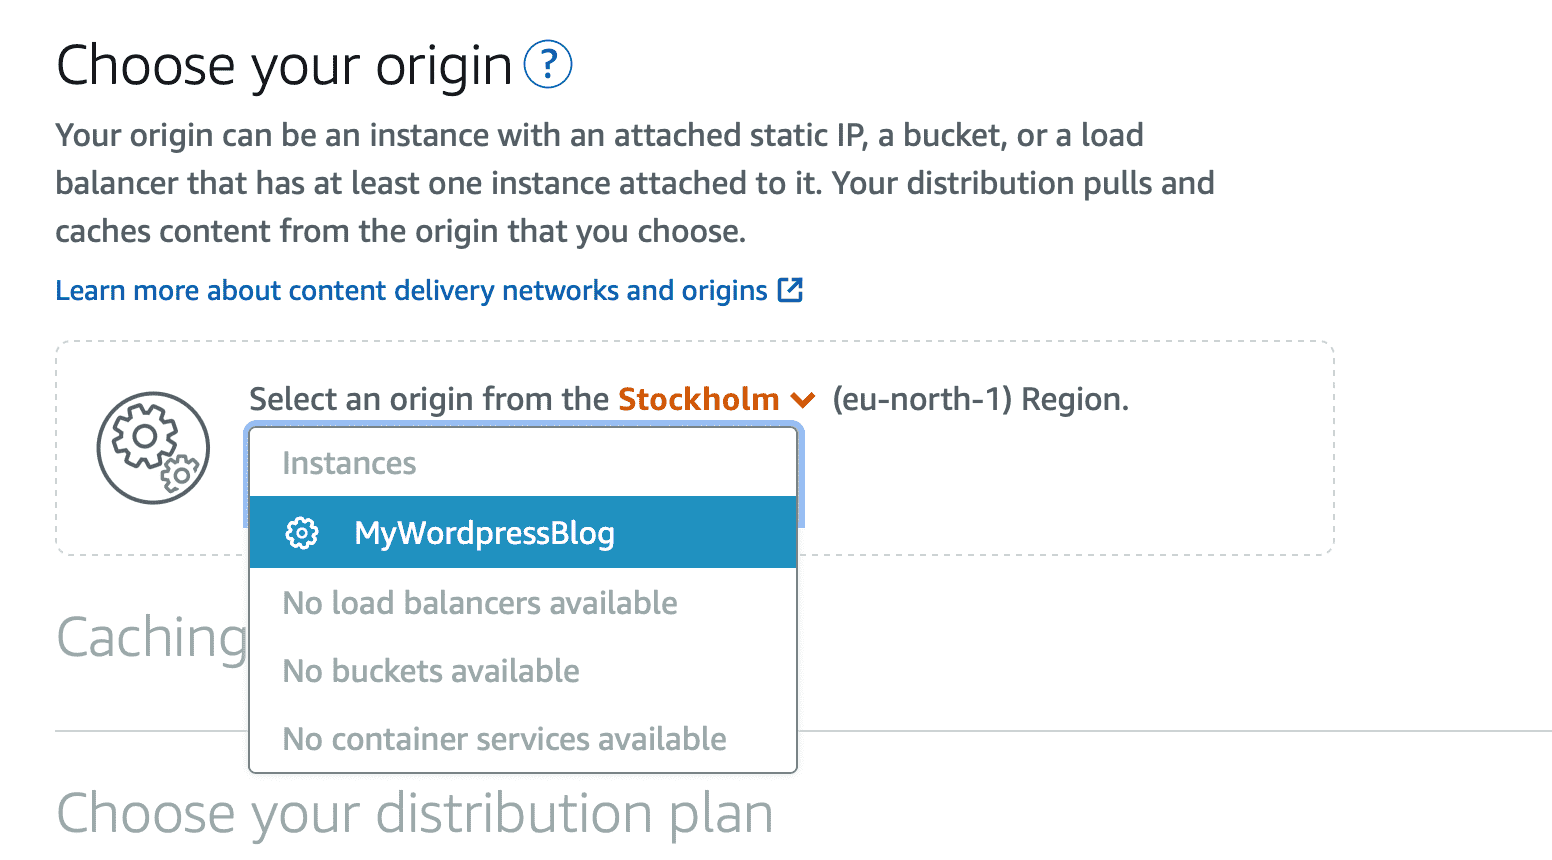 Choose your origin ?
Your origin can be an instance with an attached static IP, a bucket, or a load
balancer that has at least one instance attached to it. Your distribution pulls and
caches content from the origin that you choose.
Learn more about content delivery networks and origins
Select an origin from the Stockholm (eu-north-1) Region.
Instances
MyWordpressBlog
No load balancers available
No buckets available
No container services available
Caching
Choose your distribution plan